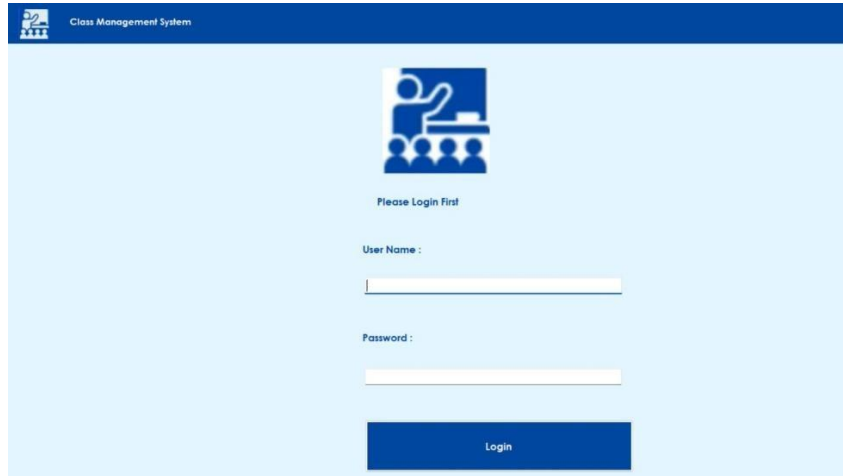 Class Management System
Please Login First
User Name :
Password :
Login